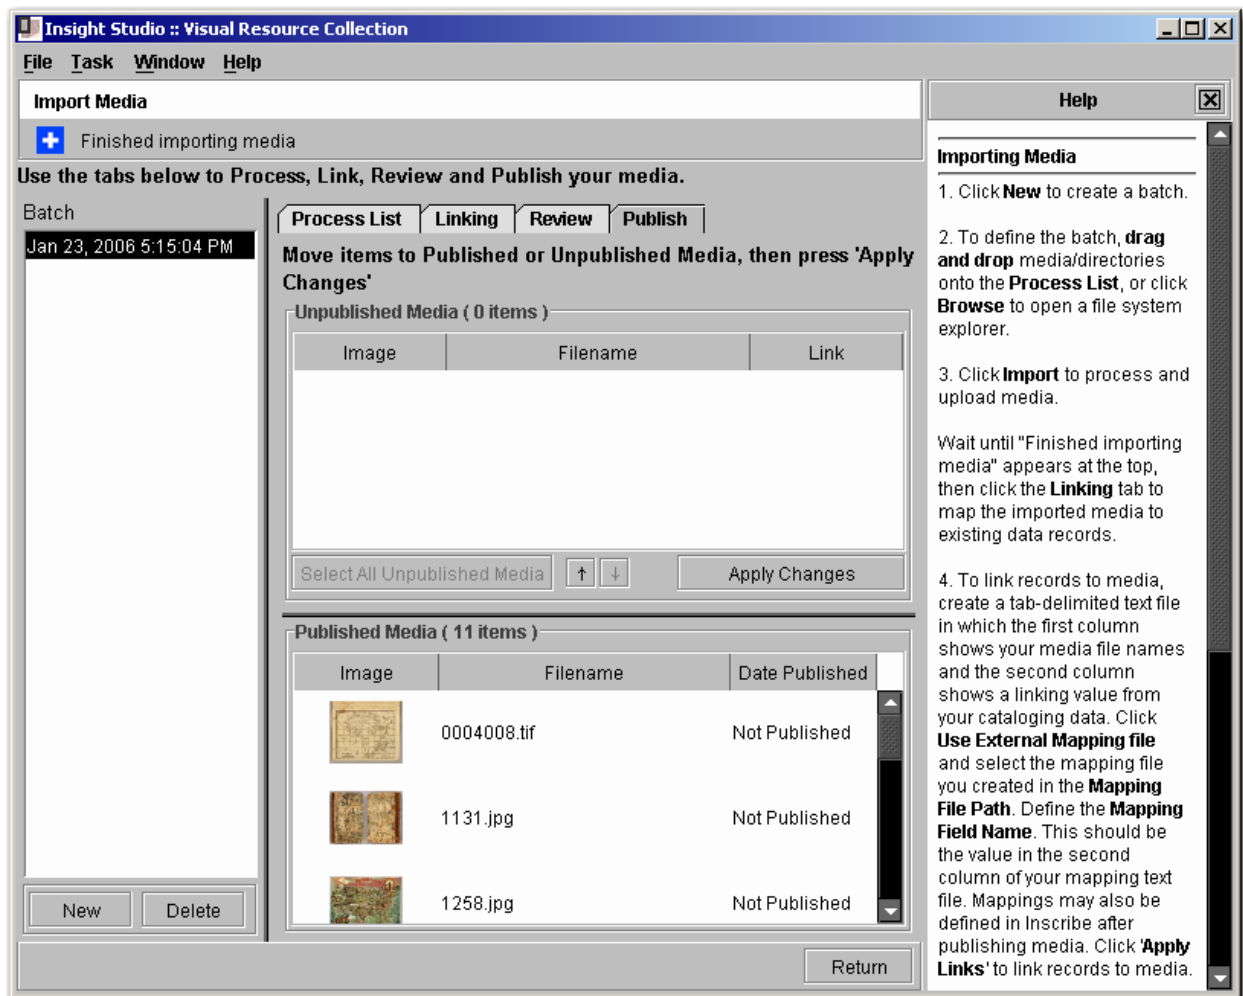 Insight Studio :: Visual Resource Collection
File Task Window Help
Import Media
Finished importing media
Use the tabs below to Process, Link, Review and Publish your media.
Batch
Jan 23, 2006 5:15:04 PM
New Delete
Process List Linking Review Publish
Move items to Published or Unpublished Media, then press 'Apply
Changes'
Unpublished Media ( 0 items )
Image Filename Link
Select All Unpublished Media ↑ ↓ Apply Changes
Published Media ( 11 items )
Image Filename Date Published
0004008.tif Not Published
1131.jpg Not Published
1258.jpg Not Published
Return
Help
Importing Media
1. Click New to create a batch.
2. To define the batch, drag
and drop media/directories
onto the Process List, or click
Browse to open a file system
explorer.
3. Click Import to process and
upload media.
Wait until "Finished importing
media" appears at the top,
then click the Linking tab to
map the imported media to
existing data records.
4. To link records to media,
create a tab-delimited text file
in which the first column
shows your media file names
and the second column
shows a linking value from
your cataloging data. Click
Use External Mapping file
and select the mapping file
you created in the Mapping
File Path. Define the Mapping
Field Name. This should be
the value in the second
column of your mapping text
file. Mappings may also be
defined in Inscribe after
publishing media. Click 'Apply
Links' to link records to media.